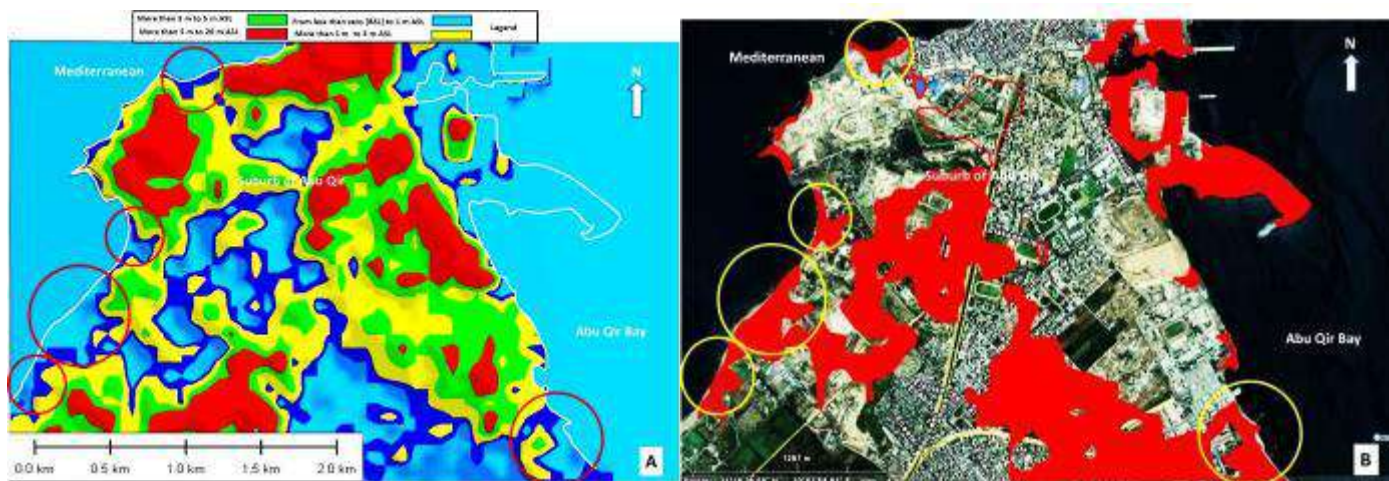 More than 3 m to 5 m ASL
From less than zero (BSL) to 1 m ASL
Legend
More than 5 m to 20 m ASL
More than 1 m to 3 m ASL
Mediterranean
N
Suburb of Abu Qir
Abu Qir Bay
0.0 km 0.5 km 1.0 km 1.5 km 2.0 km
A
Mediterranean
N
Suburb of Abu Qir
Abu Qir Bay
B